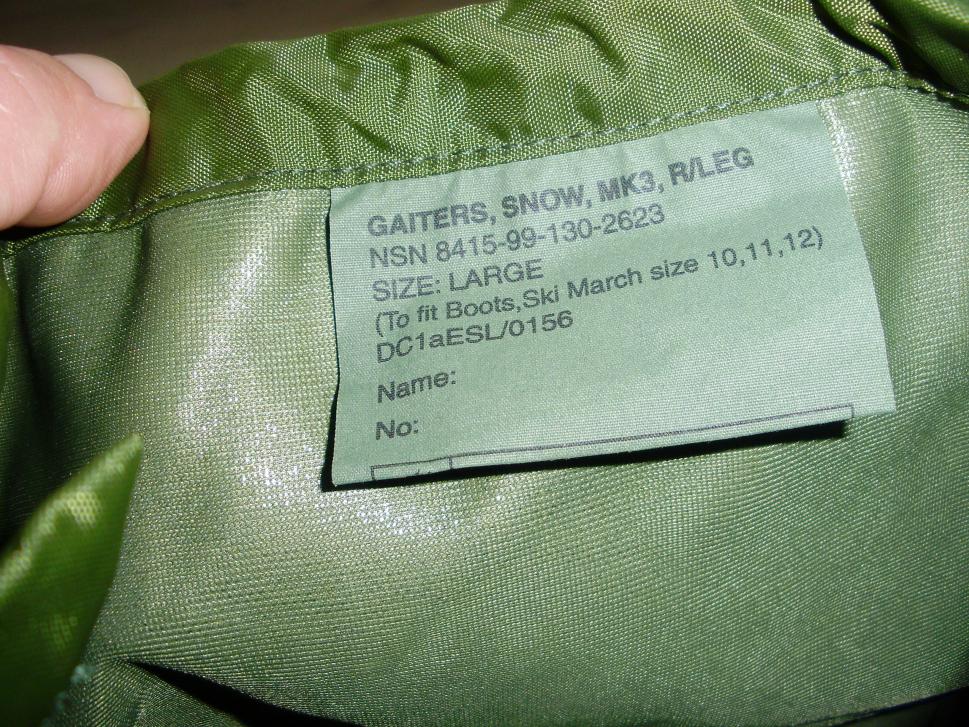 GAITERS, SNOW, MK3, R/LEG
NSN 8415-99-130-2623
SIZE: LARGE
(To fit Boots,Ski March size 10,11,12)
DC1aESL/0156
Name:
No: